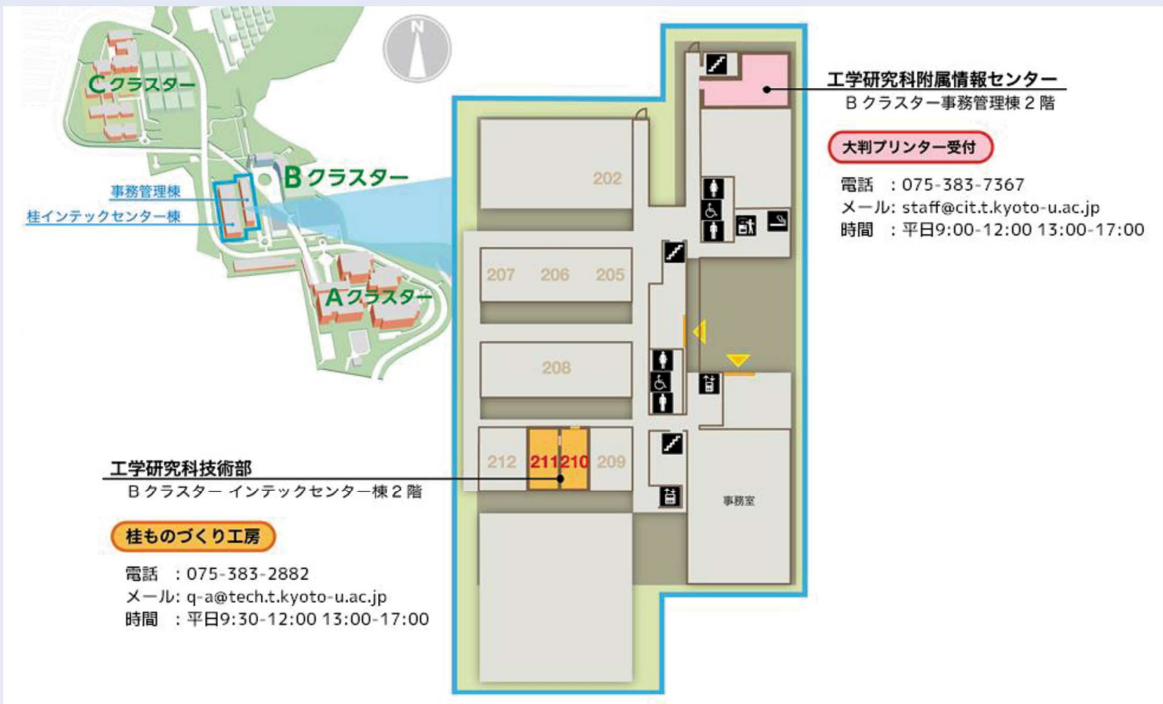 N
Cクラスター
Bクラスター
事務管理棟
桂インテックセンター棟
Aクラスター
工学研究科附属情報センター
Bクラスター事務管理棟2階
大判プリンター受付
電話 : 075-383-7367
メール: staff@cit.t.kyoto-u.ac.jp
時間 : 平日9:00-12:00 13:00-17:00
202
207 206 205
208
212 211 210 209
事務室
工学研究科技術部
Bクラスター インテックセンター棟2階
桂ものづくり工房
電話 : 075-383-2882
メール: q-a@tech.t.kyoto-u.ac.jp
時間 : 平日9:30-12:00 13:00-17:00